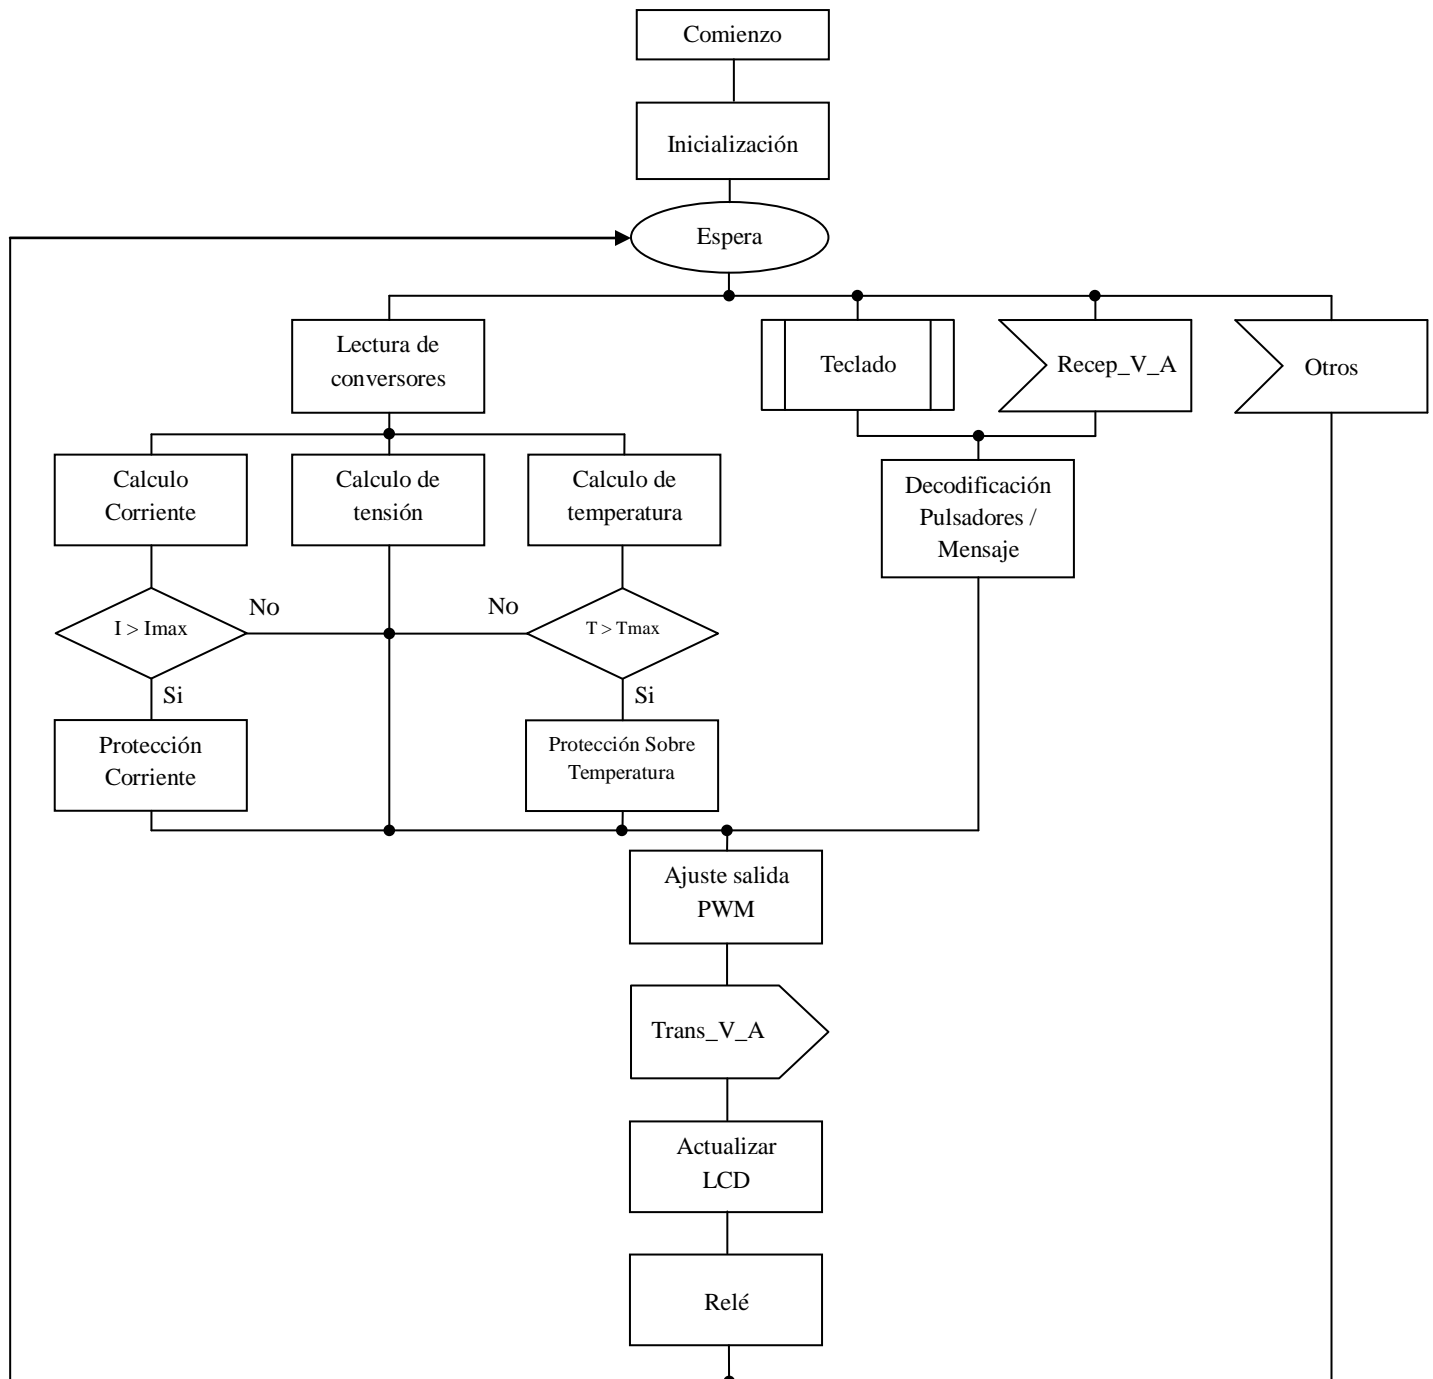 Comienzo
Inicialización
Espera
Lectura de
conversores
Teclado
Recep_V_A
Otros
Calculo
Corriente
Calculo de
tensión
Calculo de
temperatura
Decodificación
Pulsadores /
Mensaje
I > Imax
No
No
T > Tmax
Si
Si
Protección
Corriente
Protección Sobre
Temperatura
Ajuste salida
PWM
Trans_V_A
Actualizar
LCD
Relé